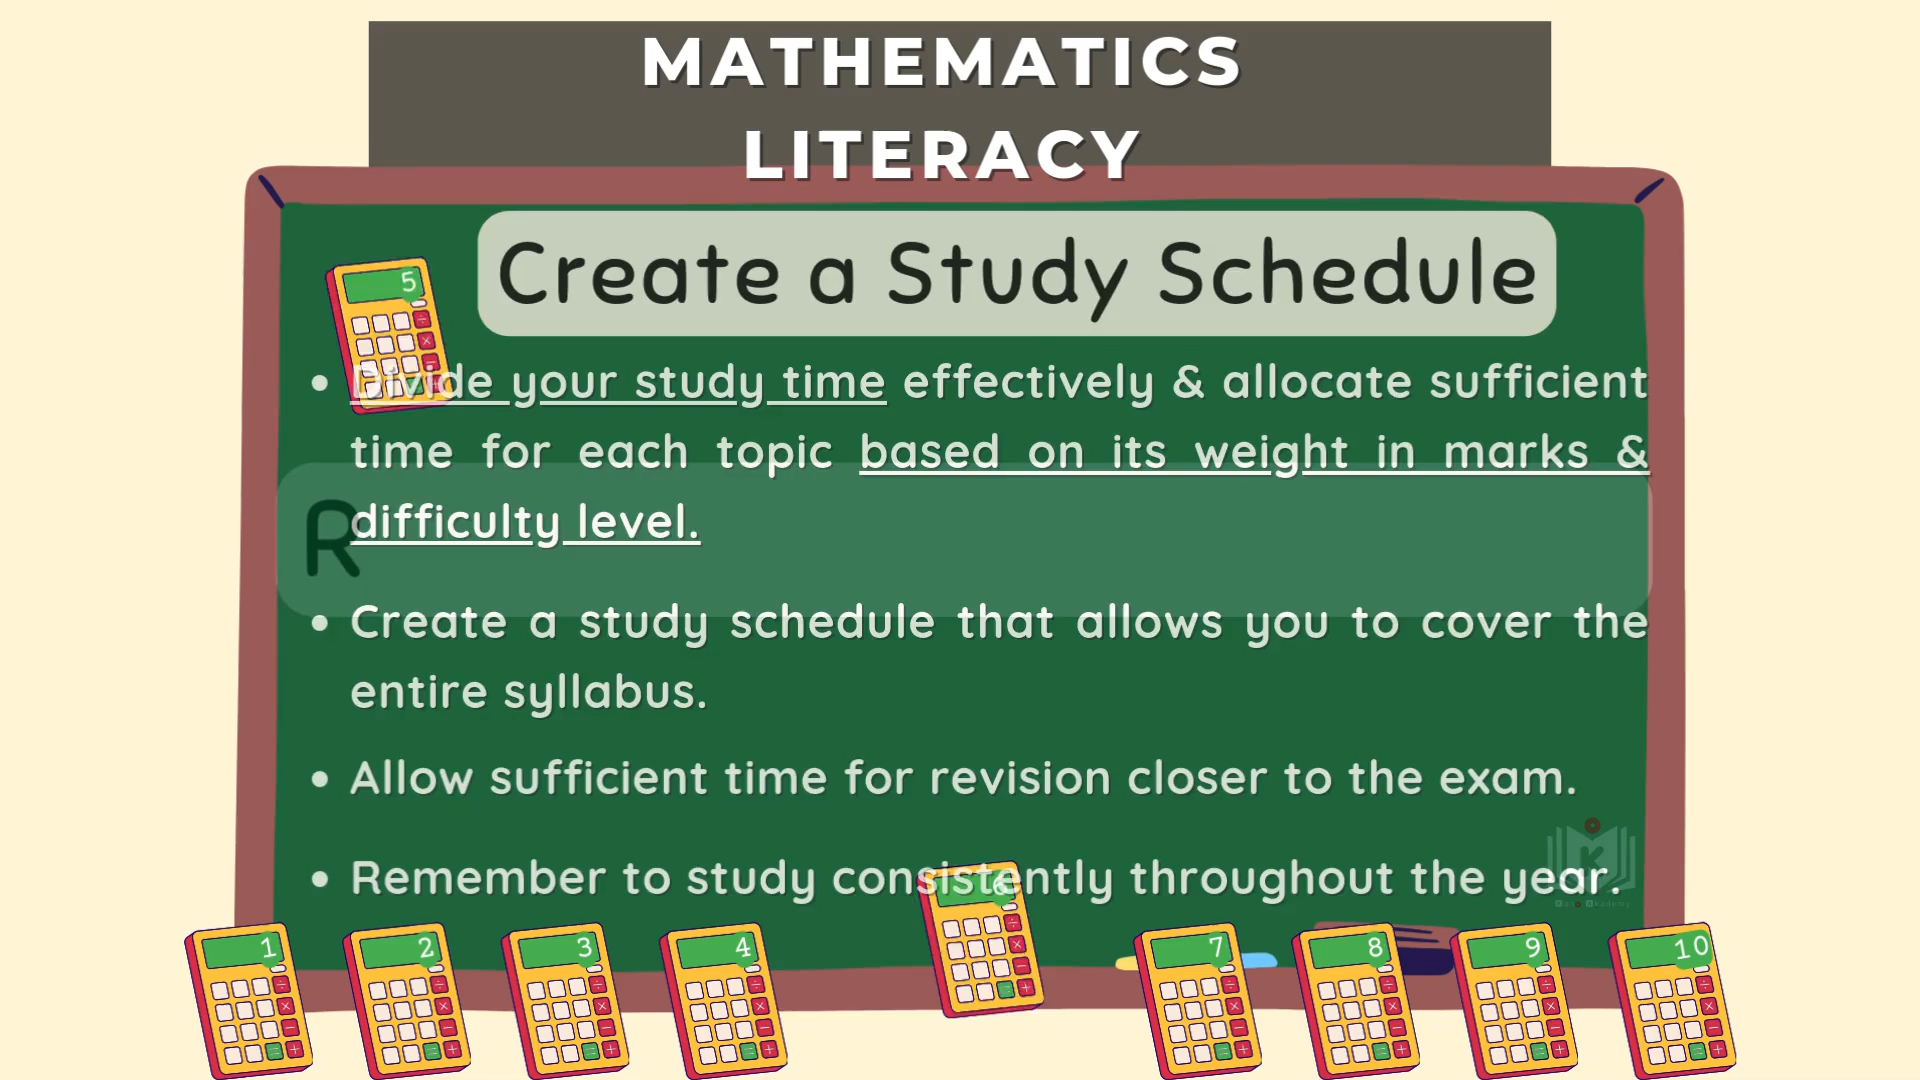 MATHEMATICS
LITERACY
Create a Study Schedule
5
• Divide your study time effectively & allocate sufficient
time for each topic based on its weight in marks &
difficulty level.
R
• Create a study schedule that allows you to cover the
entire syllabus.
• Allow sufficient time for revision closer to the exam.
• Remember to study consistently throughout the year.
6
K
1 2 3 4 7 8 9 10